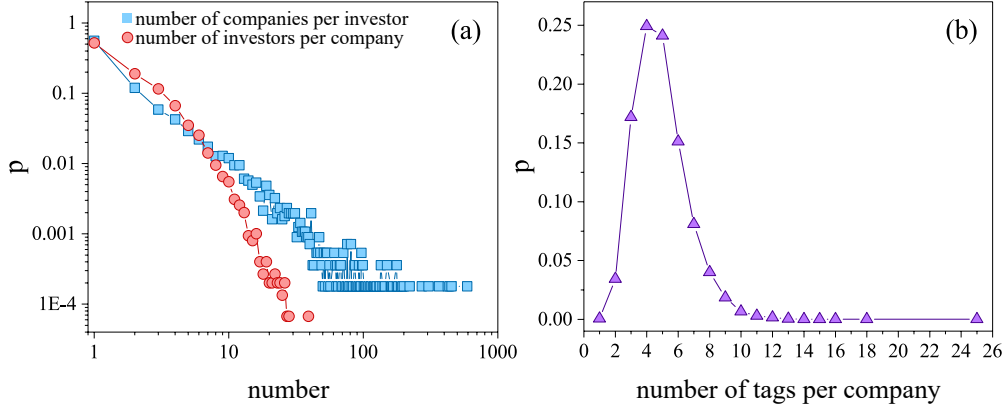 number of companies per investor
number of investors per company
(a)
1
0.1
0.01
0.001
1E-4
p
1 10 100 1000
number
(b)
0.25
0.20
0.15
0.10
0.05
0.00
p
0 2 4 6 8 10 12 14 16 18 20 22 24 26
number of tags per company